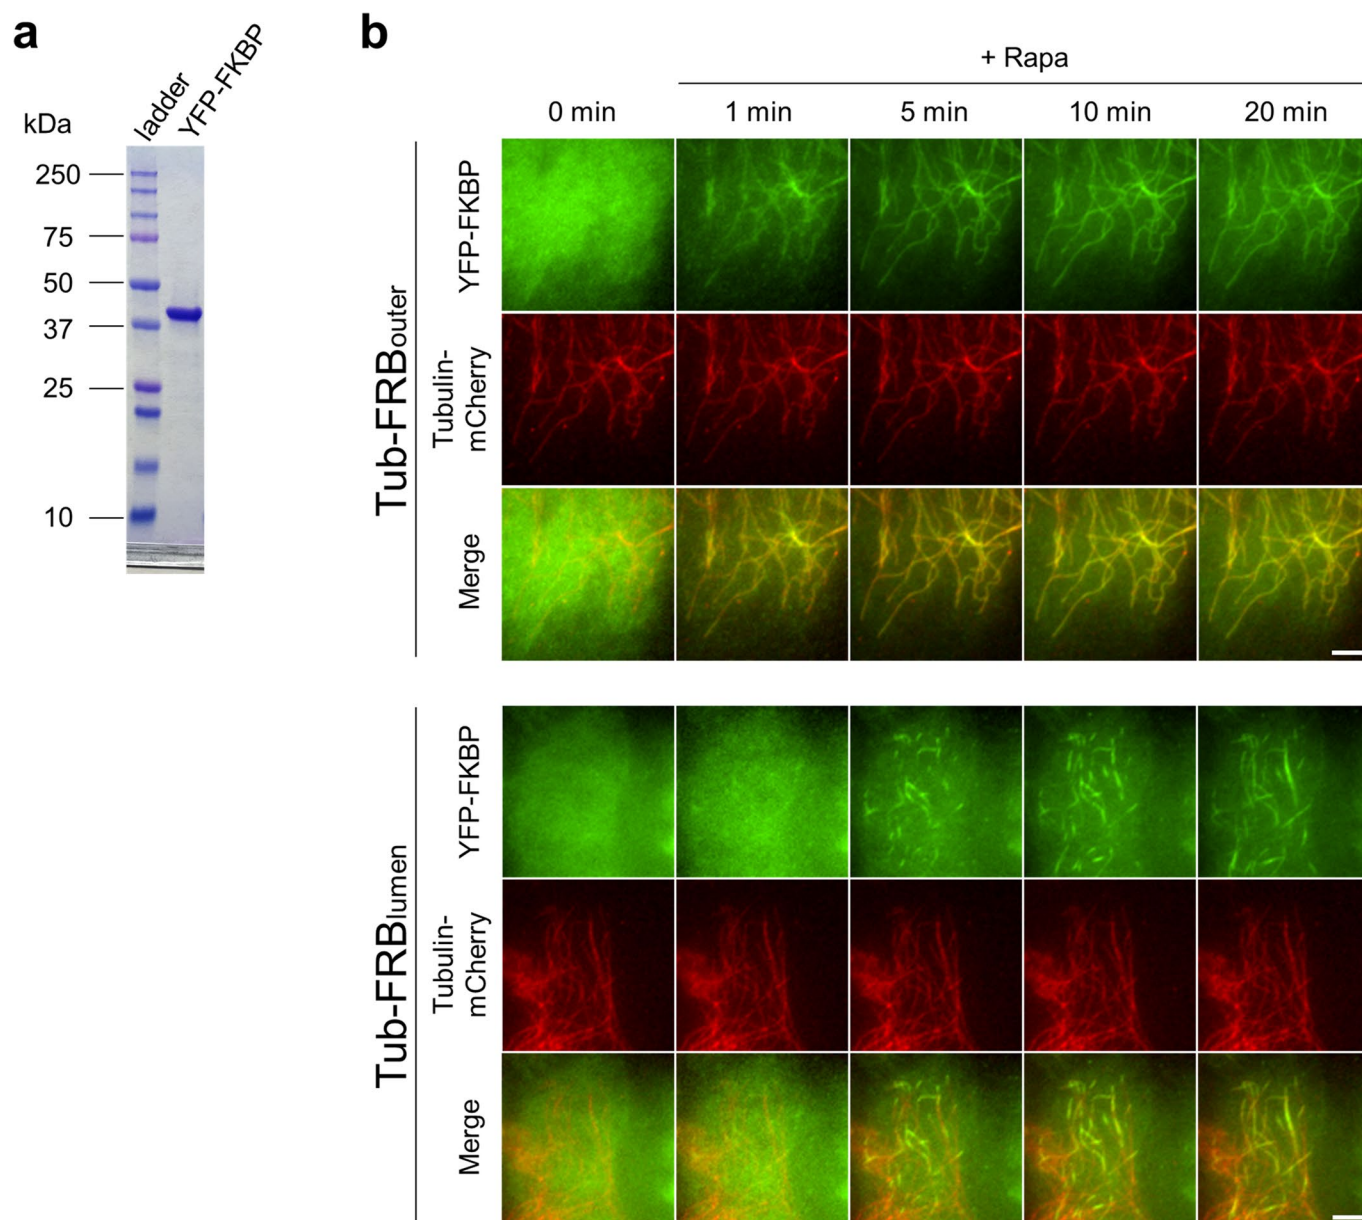 a
kDa
ladder
YFP-FKBP
250
75
50
37
25
10
b
+ Rapa
0 min 1 min 5 min 10 min 20 min
Tub-FRBouter
YFP-FKBP
Tubulin-
mCherry
Merge
Tub-FRBlumen
YFP-FKBP
Tubulin-
mCherry
Merge